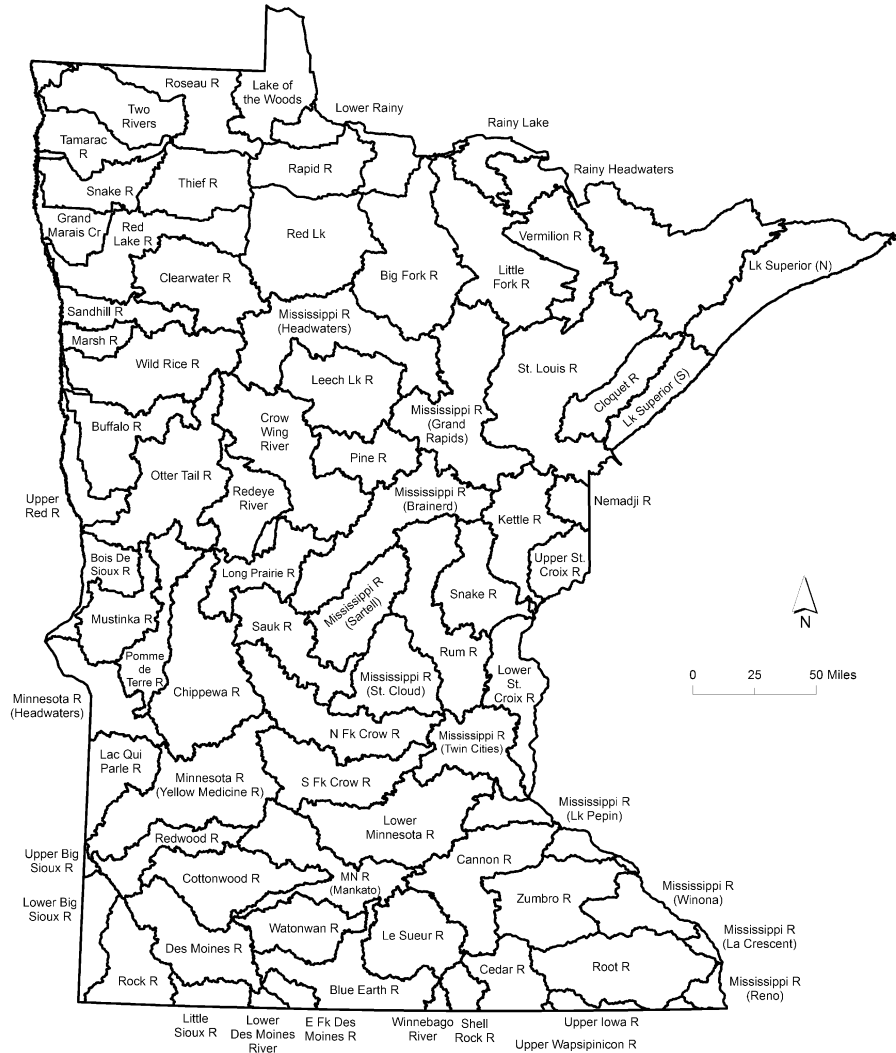 Roseau R
Lake of
the Woods
Two
Rivers
Lower Rainy
Rainy Lake
Tamarac
R
Rapid R
Rainy Headwaters
Thief R
Snake R
Grand
Marais Cr
Red
Lake R
Red Lk
Vermilion R
Clearwater R
Big Fork R
Little
Fork R
Lk Superior (N)
Sandhill R
Mississippi R
(Headwaters)
Marsh R
Wild Rice R
Leech Lk R
St. Louis R
Cloquet R
Lk Superior (S)
Mississippi R
(Grand
Rapids)
Buffalo R
Crow
Wing
River
Pine R
Otter Tail R
Redeye
River
Mississippi R
(Brainerd)
Upper
Red R
Nemadji R
Kettle R
Bois De
Sioux R
Long Prairie R
Upper St.
Croix R
Mississippi R
(Sartell)
Snake R
Mustinka R
Sauk R
N
Pomme
de
Terre R
Rum R
Lower
St.
Croix R
0 25 50 Miles
Chippewa R
Mississippi R
(St. Cloud)
Minnesota R
(Headwaters)
N Fk Crow R
Mississippi R
(Twin Cities)
Lac Qui
Parle R
Minnesota R
(Yellow Medicine R)
S Fk Crow R
Mississippi R
(Lk Pepin)
Lower
Minnesota R
Redwood R
Upper Big
Sioux R
Cannon R
Cottonwood R
MN R
(Mankato)
Zumbro R
Mississippi R
(Winona)
Lower Big
Sioux R
Watonwan R
Le Sueur R
Mississippi R
(La Crescent)
Des Moines R
Cedar R
Root R
Rock R
Blue Earth R
Mississippi R
(Reno)
Little
Sioux R
Lower
Des Moines
River
E Fk Des
Moines R
Winnebago
River
Shell
Rock R
Upper Iowa R
Upper Wapsipinicon R